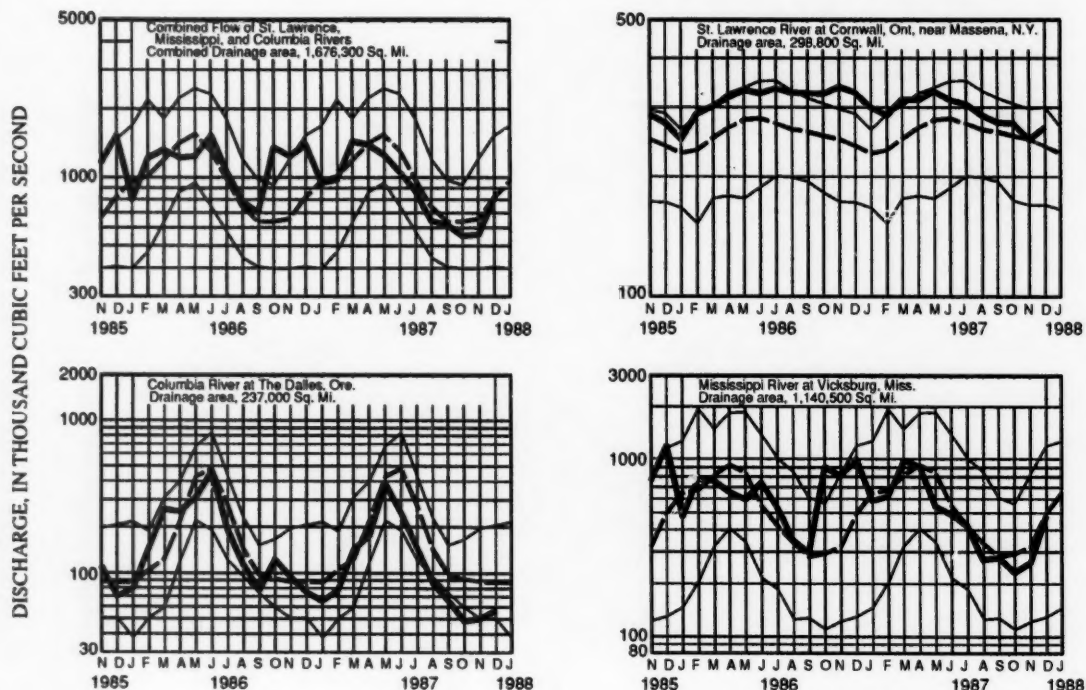 DISCHARGE, IN THOUSAND CUBIC FEET PER SECOND
5000
Combined Flow of St. Lawrence,
Mississippi, and Columbia Rivers
Combined Drainage area, 1,676,300 Sq. Mi.
1000
300
N D J F M A M J J A S O N D J F M A M J J A S O N D J
1985 1986 1987 1988
500
St. Lawrence River at Cornwall, Ont, near Massena, N.Y.
Drainage area, 298,800 Sq. Mi.
100
N D J F M A M J J A S O N D J F M A M J J A S O N D J
1985 1986 1987 1988
2000
Columbia River at The Dalles, Ore.
Drainage area, 237,000 Sq. Mi.
1000
100
30
N D J F M A M J J A S O N D J F M A M J J A S O N D J
1985 1986 1987 1988
3000
Mississippi River at Vicksburg, Miss.
Drainage area, 1,140,500 Sq. Mi.
1000
100
80
N D J F M A M J J A S O N D J F M A M J J A S O N D J
1985 1986 1987 1988